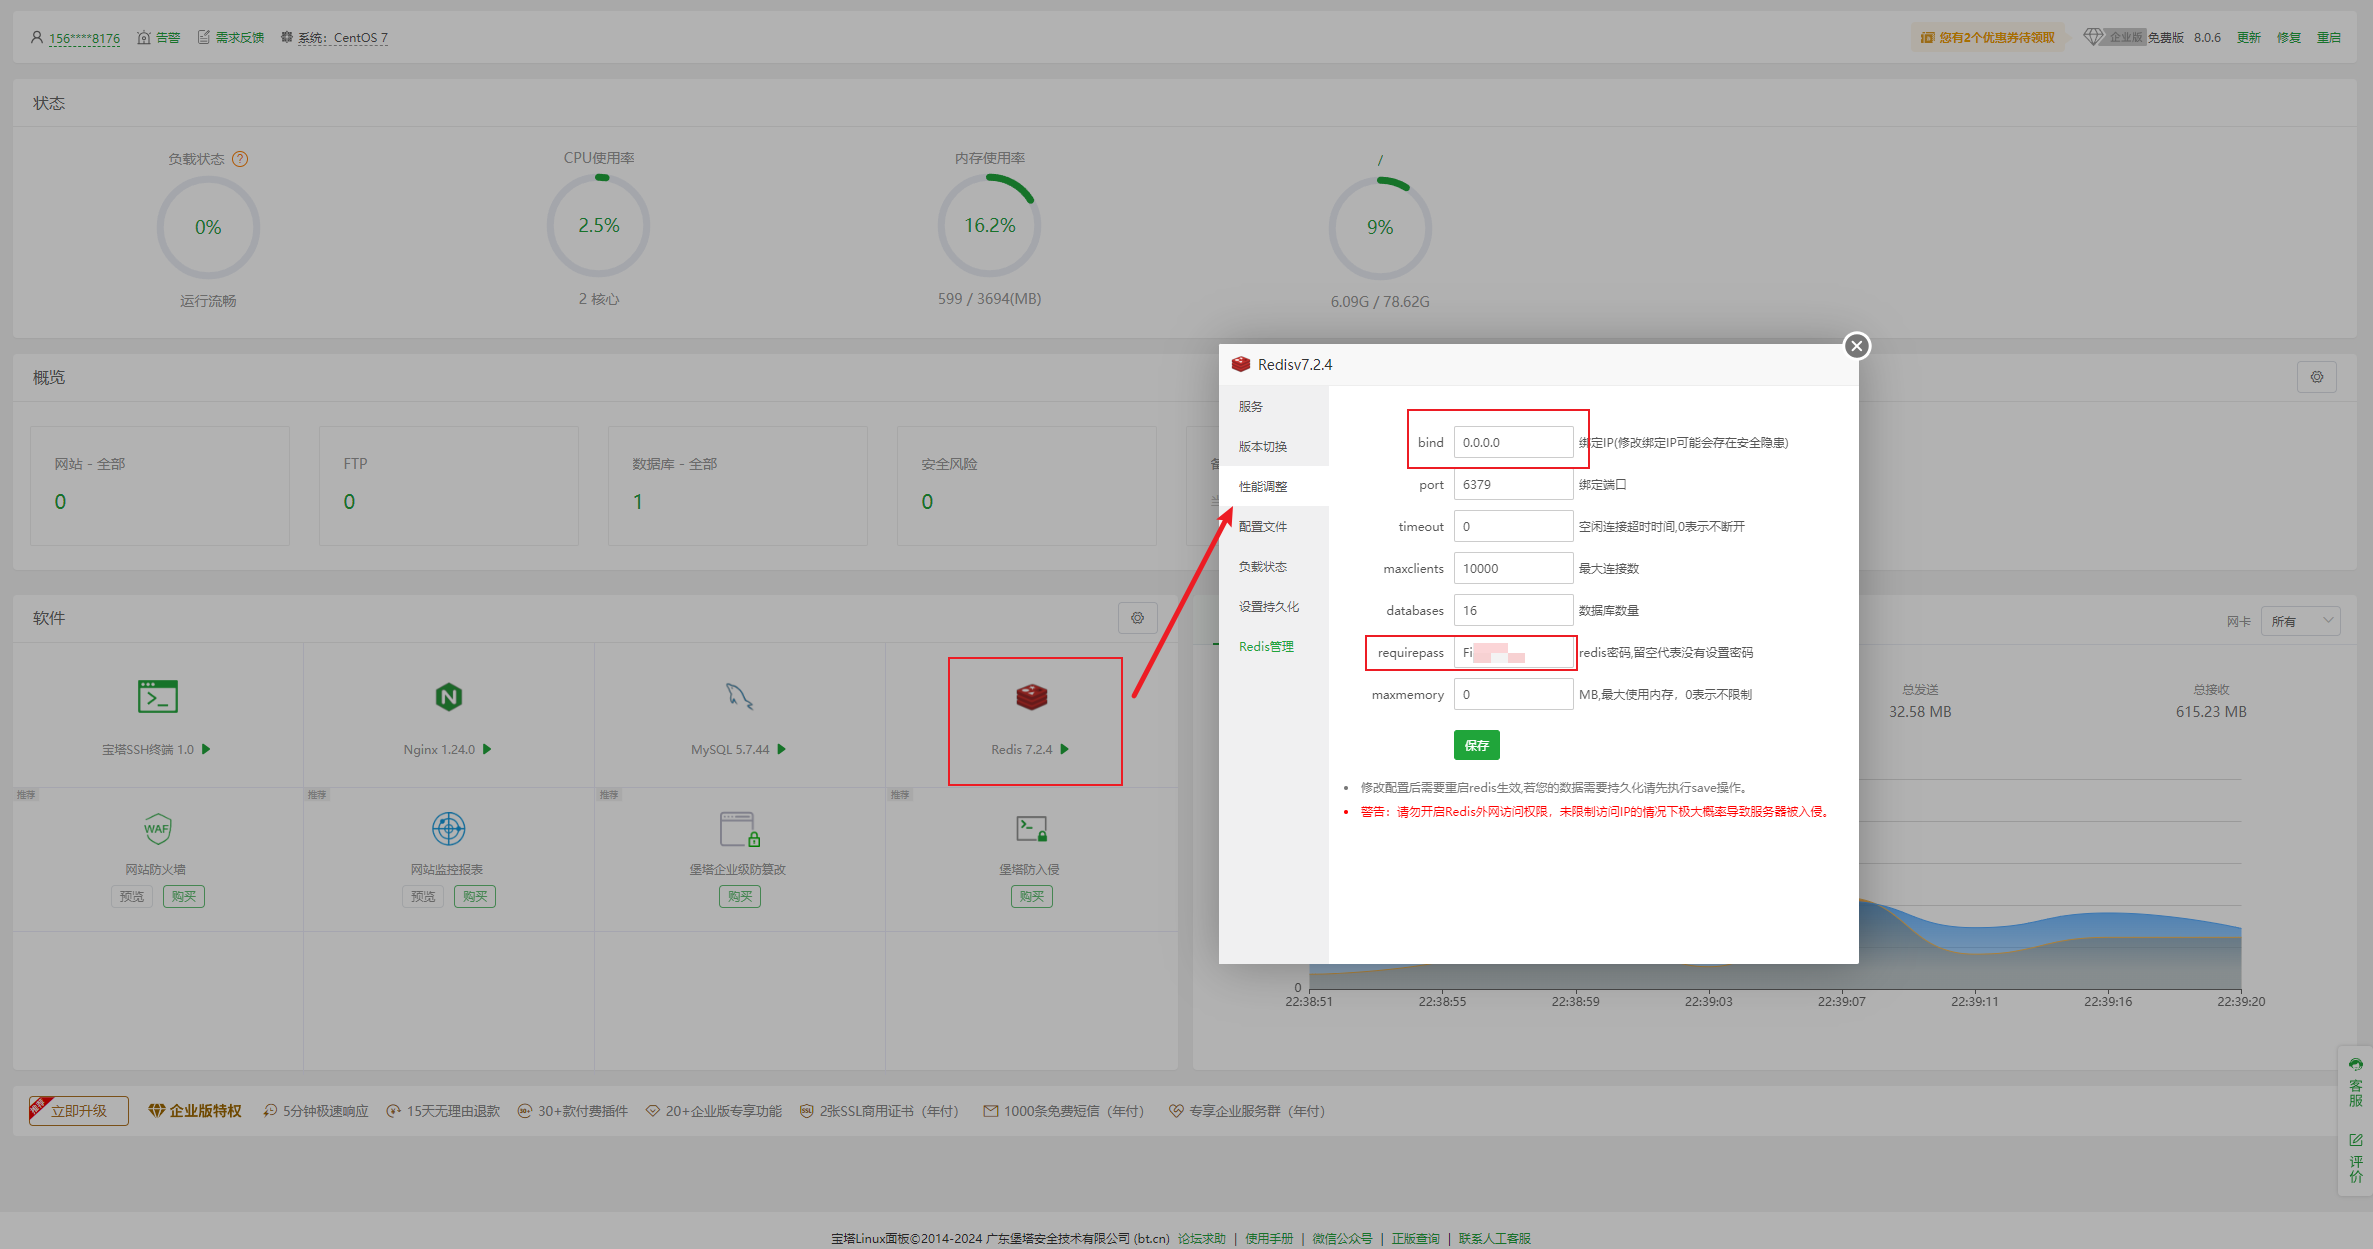 156****8176 告警 需求反馈 系统：CentOS 7
您有2个优惠券待领取 企业版 免费版 8.0.6 更新 修复 重启
状态
负载状态 ?
0%
运行流畅
CPU使用率
2.5%
2 核心
内存使用率
16.2%
599 / 3694(MB)
/
9%
6.09G / 78.62G
概览
网站 - 全部
0
FTP
0
数据库 - 全部
1
安全风险
0
软件
宝塔SSH终端 1.0
Nginx 1.24.0
MySQL 5.7.44
Redis 7.2.4
推荐
WAF
网站防火墙
预览 购买
推荐
网站监控报表
预览 购买
推荐
堡塔企业级防篡改
购买
推荐
堡塔防入侵
购买
Redisv7.2.4
服务
版本切换
性能调整
配置文件
负载状态
设置持久化
Redis管理
bind 0.0.0.0 绑定IP(修改绑定IP可能会存在安全隐患)
port 6379 绑定端口
timeout 0 空闲连接超时时间,0表示不断开
maxclients 10000 最大连接数
databases 16 数据库数量
requirepass Fi redis密码,留空代表没有设置密码
maxmemory 0 MB,最大使用内存，0表示不限制
保存
修改配置后需要重启redis生效,若您的数据需要持久化请先执行save操作。
警告：请勿开启Redis外网访问权限，未限制访问IP的情况下极大概率导致服务器被入侵。
网卡 所有
总发送
32.58 MB
总接收
615.23 MB
0
22:38:51 22:38:55 22:38:59 22:39:03 22:39:07 22:39:11 22:39:16 22:39:20
推荐 立即升级 企业版特权 5分钟极速响应 15天无理由退款 30+款付费插件 20+企业版专享功能 2张SSL商用证书（年付） 1000条免费短信（年付） 专享企业服务群（年付）
客服
评价
宝塔Linux面板©2014-2024 广东堡塔安全技术有限公司 (bt.cn) 论坛求助 | 使用手册 | 微信公众号 | 正版查询 | 联系人工客服